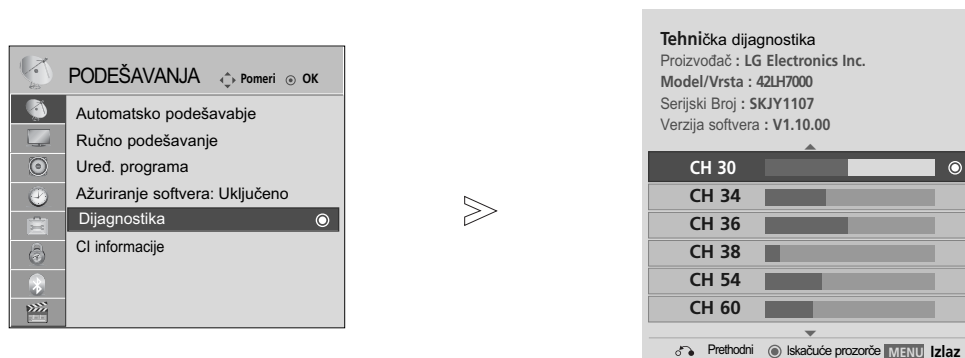 PODEŠAVANJA Pomeri OK
Automatsko podešavabje
Ručno podešavanje
Uređ. programa
Ažuriranje softvera: Uključeno
Dijagnostika
CI informacije
Tehnička dijagnostika
Proizvođač : LG Electronics Inc.
Model/Vrsta : 42LH7000
Serijski Broj : SKJY1107
Verzija softvera : V1.10.00
CH 30
CH 34
CH 36
CH 38
CH 54
CH 60
Prethodni Iskačuće prozorče MENU Izlaz